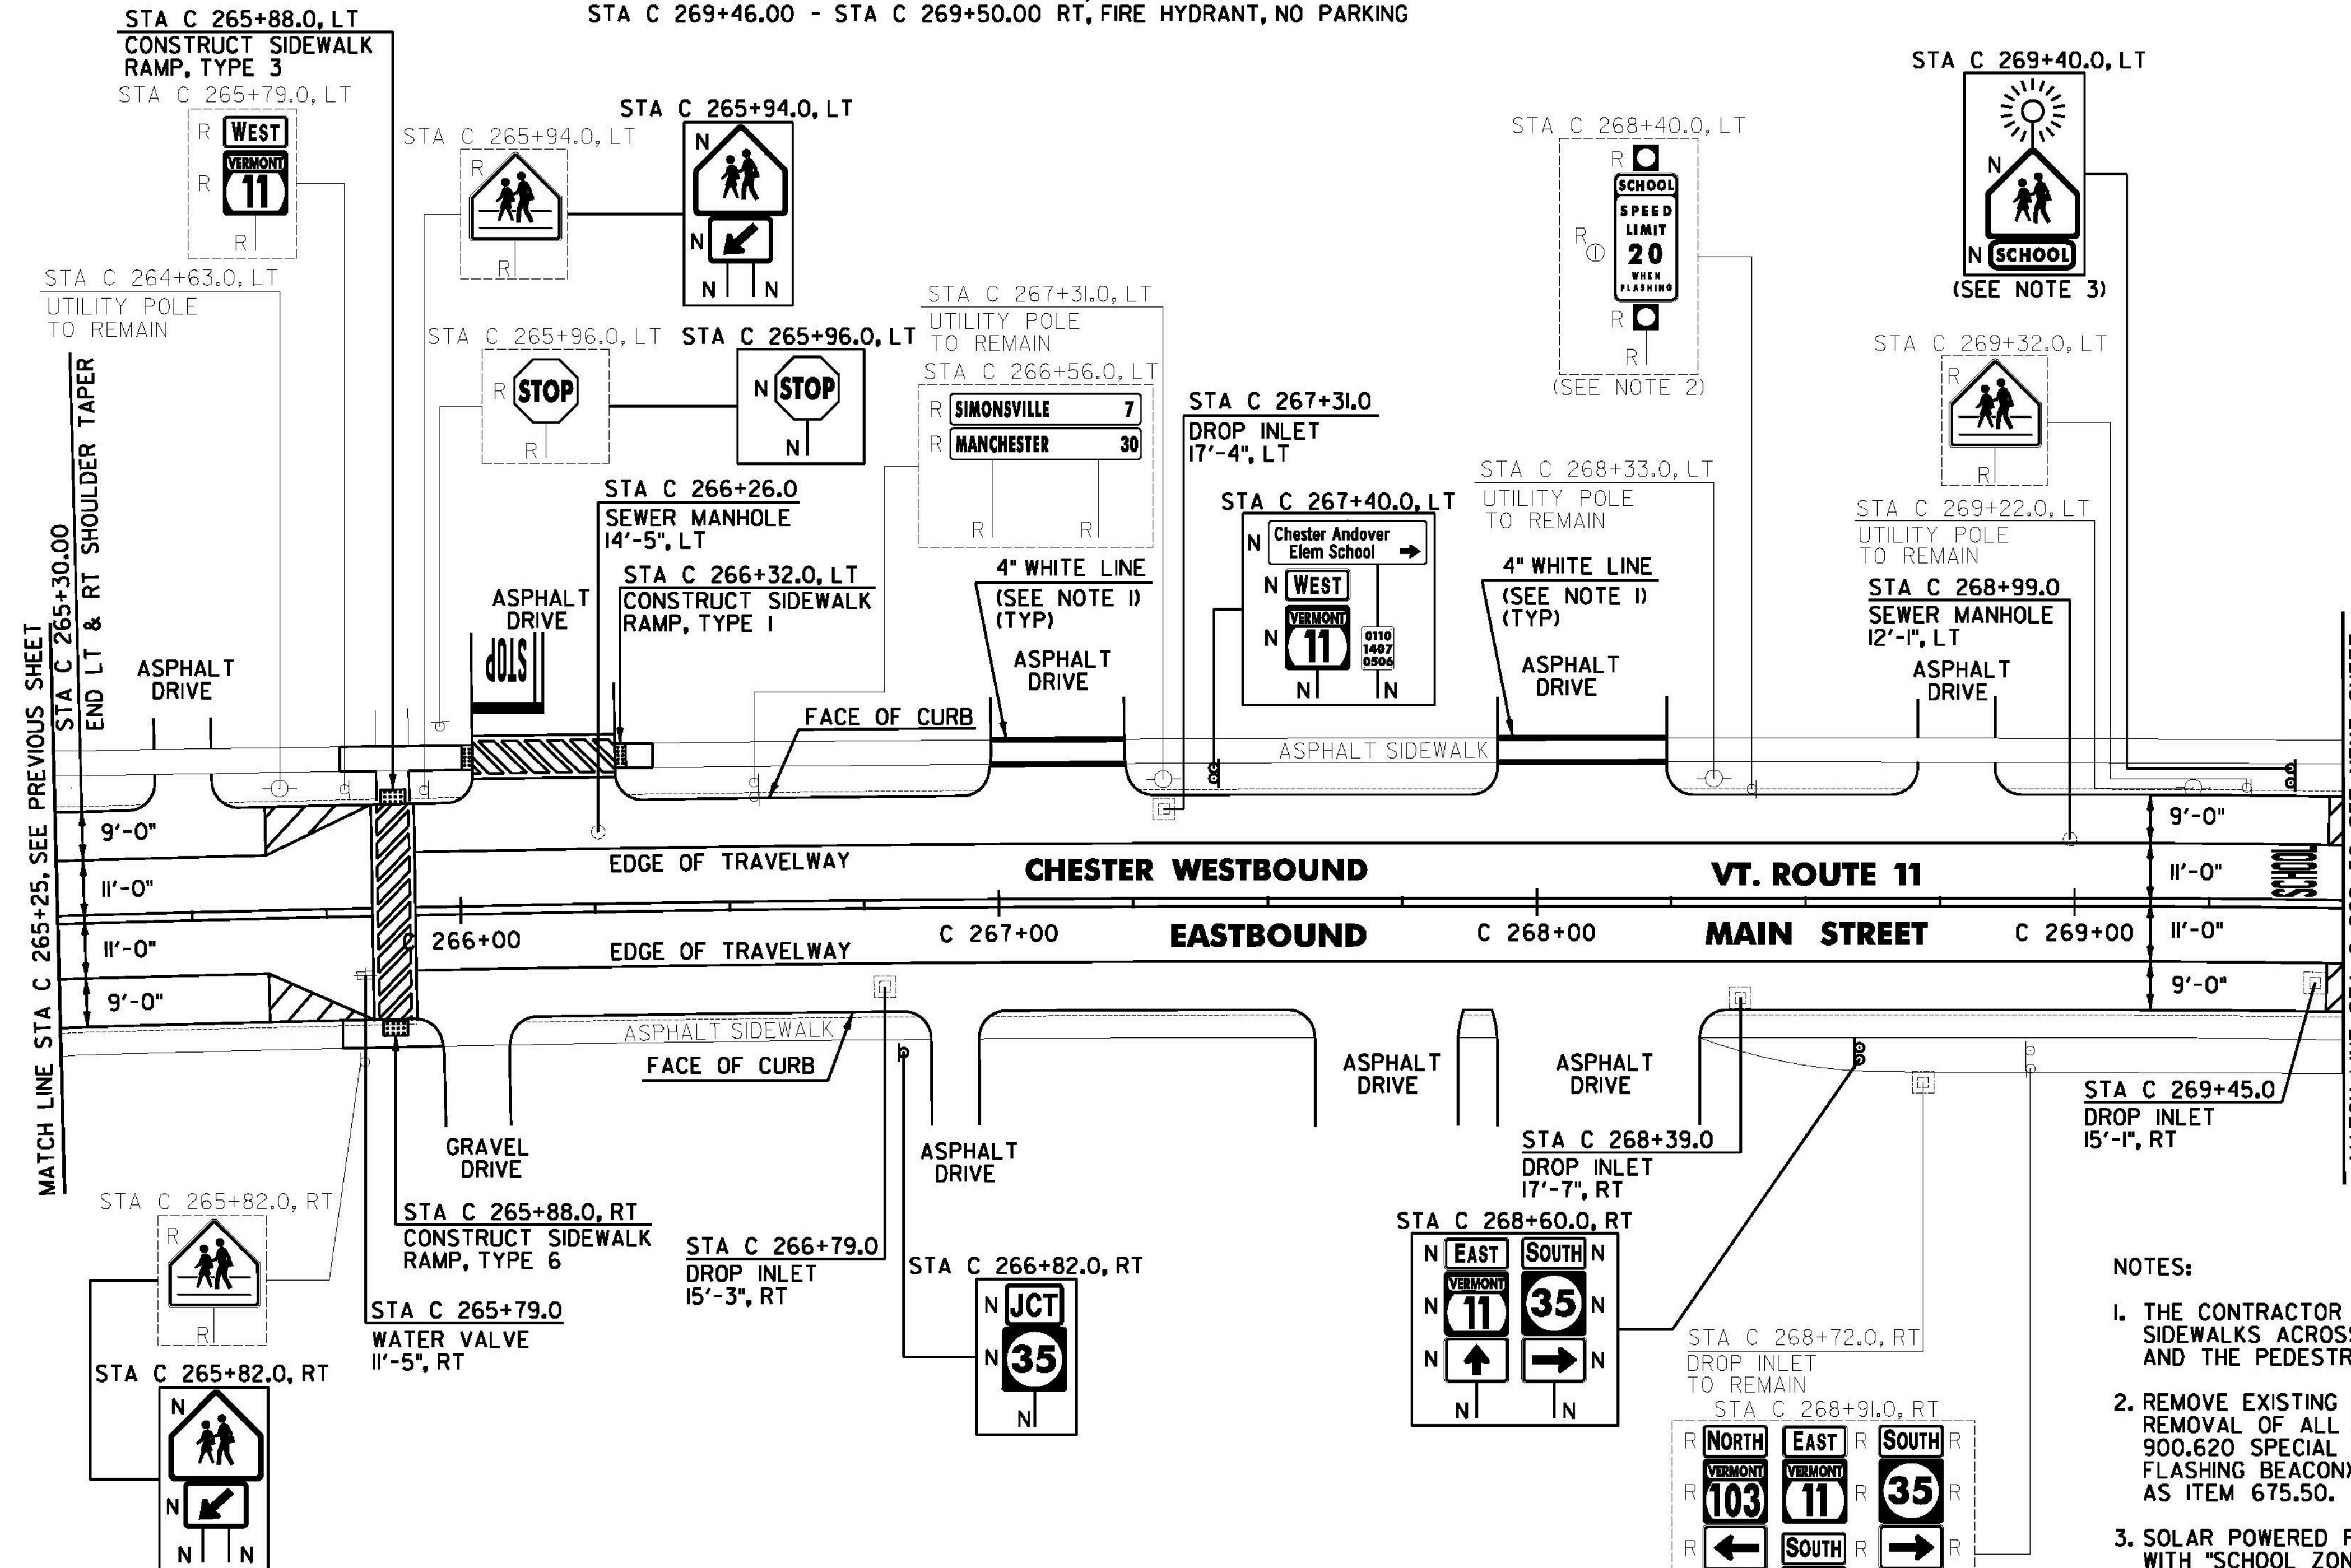 STA C 269+46.00 - STA C 269+50.00 RT, FIRE HYDRANT, NO PARKING
STA C 265+88.0, LT
CONSTRUCT SIDEWALK
RAMP, TYPE 3
STA C 265+79.0, LT
R WEST
R VERMONT
11
R
STA C 265+94.0, LT
R
R
STA C 265+94.0, LT
N
N
N N
STA C 268+40.0, LT
R
SCHOOL
SPEED
LIMIT
20
WHEN
FLASHING
R 1
R
R
(SEE NOTE 2)
STA C 269+40.0, LT
N
N SCHOOL
(SEE NOTE 3)
STA C 264+63.0, LT
UTILITY POLE
TO REMAIN
STA C 265+96.0, LT
R STOP
R
STA C 265+96.0, LT
N STOP
N
STA C 267+31.0, LT
UTILITY POLE
TO REMAIN
STA C 266+56.0, LT
R SIMONSVILLE 7
R MANCHESTER 30
R R
STA C 267+31.0
DROP INLET
17'-4", LT
STA C 269+32.0, LT
R
R
STA C 268+33.0, LT
UTILITY POLE
TO REMAIN
STA C 269+22.0, LT
UTILITY POLE
TO REMAIN
STA C 266+26.0
SEWER MANHOLE
14'-5", LT
STA C 267+40.0, LT
N Chester Andover
Elem School
N WEST
N VERMONT
11
0110
1407
0506
N N
STA C 266+32.0, LT
CONSTRUCT SIDEWALK
RAMP, TYPE 1
4" WHITE LINE
(SEE NOTE 1)
(TYP)
4" WHITE LINE
(SEE NOTE 1)
(TYP)
STA C 268+99.0
SEWER MANHOLE
12'-1", LT
MATCH LINE STA C 265+25, SEE PREVIOUS SHEET
STA C 265+30.00
END LT & RT SHOULDER TAPER
ASPHALT
DRIVE
ASPHALT
DRIVE
STOP
ASPHALT
DRIVE
ASPHALT
DRIVE
ASPHALT
DRIVE
FACE OF CURB
ASPHALT SIDEWALK
9'-0"
11'-0"
11'-0"
9'-0"
EDGE OF TRAVELWAY
CHESTER WESTBOUND
VT. ROUTE 11
SCHOOL
9'-0"
11'-0"
11'-0"
9'-0"
C 266+00
C 267+00
C 268+00
C 269+00
EDGE OF TRAVELWAY
EASTBOUND
MAIN STREET
ASPHALT SIDEWALK
FACE OF CURB
ASPHALT
DRIVE
ASPHALT
DRIVE
STA C 269+45.0
DROP INLET
15'-1", RT
GRAVEL
DRIVE
ASPHALT
DRIVE
STA C 268+39.0
DROP INLET
17'-7", RT
STA C 265+82.0, RT
R
R
STA C 265+88.0, RT
CONSTRUCT SIDEWALK
RAMP, TYPE 6
STA C 266+79.0
DROP INLET
15'-3", RT
STA C 266+82.0, RT
N JCT
N 35
N
STA C 268+60.0, RT
N EAST SOUTH N
N VERMONT
11 35 N
N N
N N
STA C 265+79.0
WATER VALVE
11'-5", RT
STA C 265+82.0, RT
N
N
N N
STA C 268+72.0, RT
DROP INLET
TO REMAIN
STA C 268+91.0, RT
R NORTH EAST R SOUTH R
R VERMONT
103 VERMONT
11 R 35 R
R SOUTH R R
NOTES:
1. THE CONTRACTOR
SIDEWALKS ACROSS
AND THE PEDESTR
2. REMOVE EXISTING
REMOVAL OF ALL
900.620 SPECIAL
FLASHING BEACON)
AS ITEM 675.50.
3. SOLAR POWERED F
WITH "SCHOOL ZON